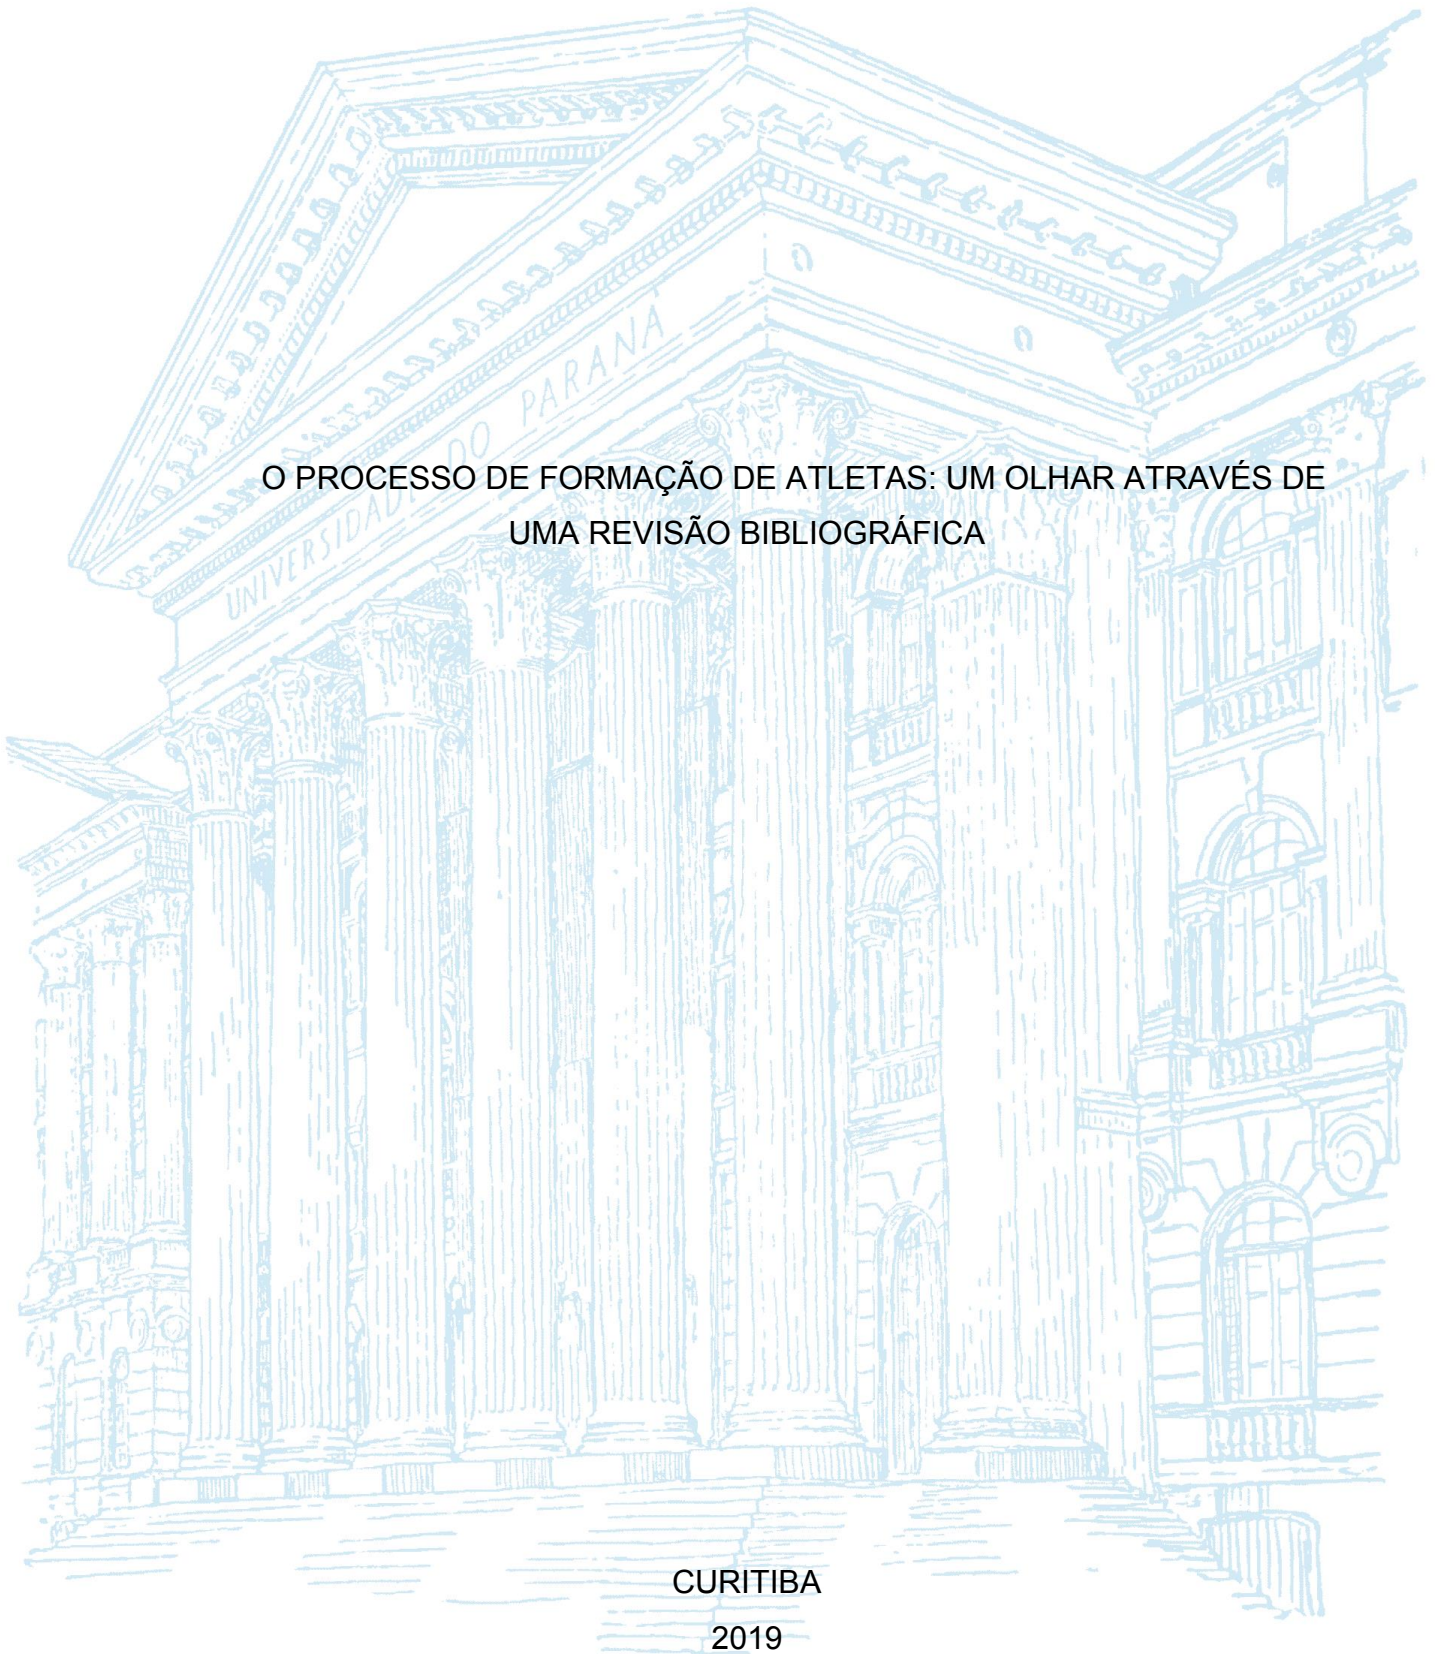 UNIVERSIDADE DO PARANÁ
O PROCESSO DE FORMAÇÃO DE ATLETAS: UM OLHAR ATRAVÉS DE
UMA REVISÃO BIBLIOGRÁFICA
CURITIBA
2019